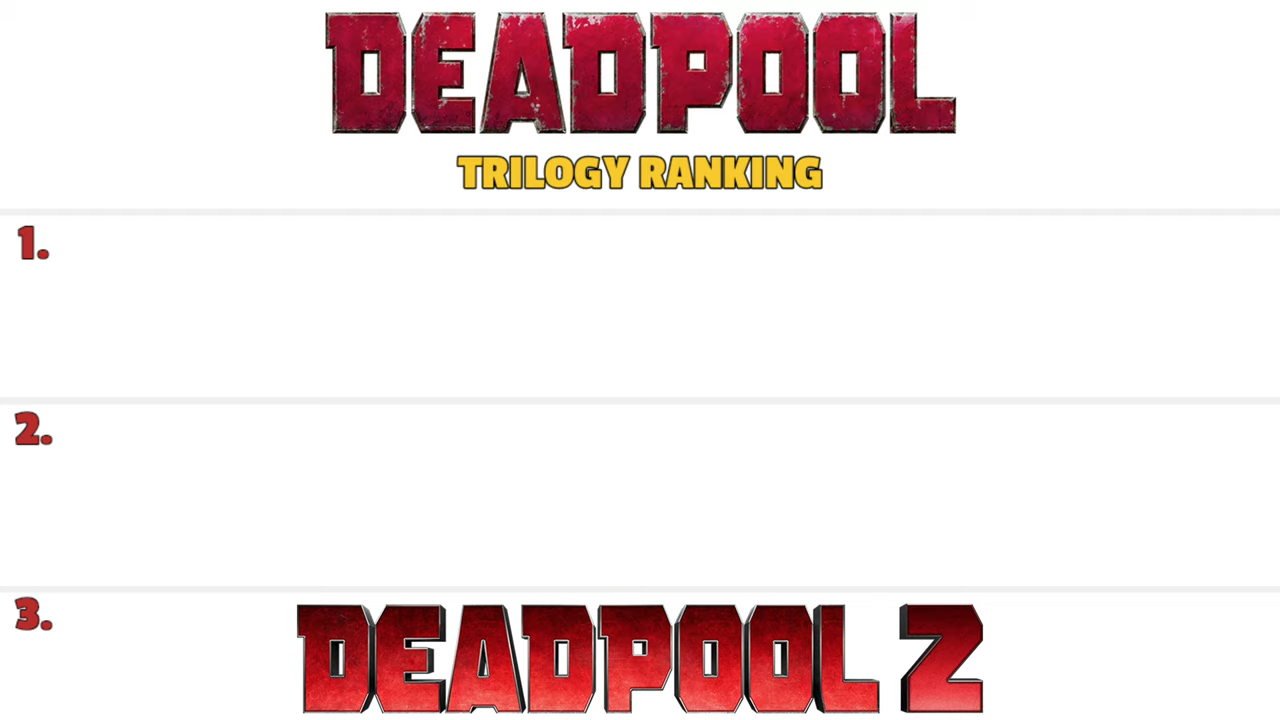 DEADPOOL
TRILOGY RANKING
1.
2.
3.
DEADPOOL 2